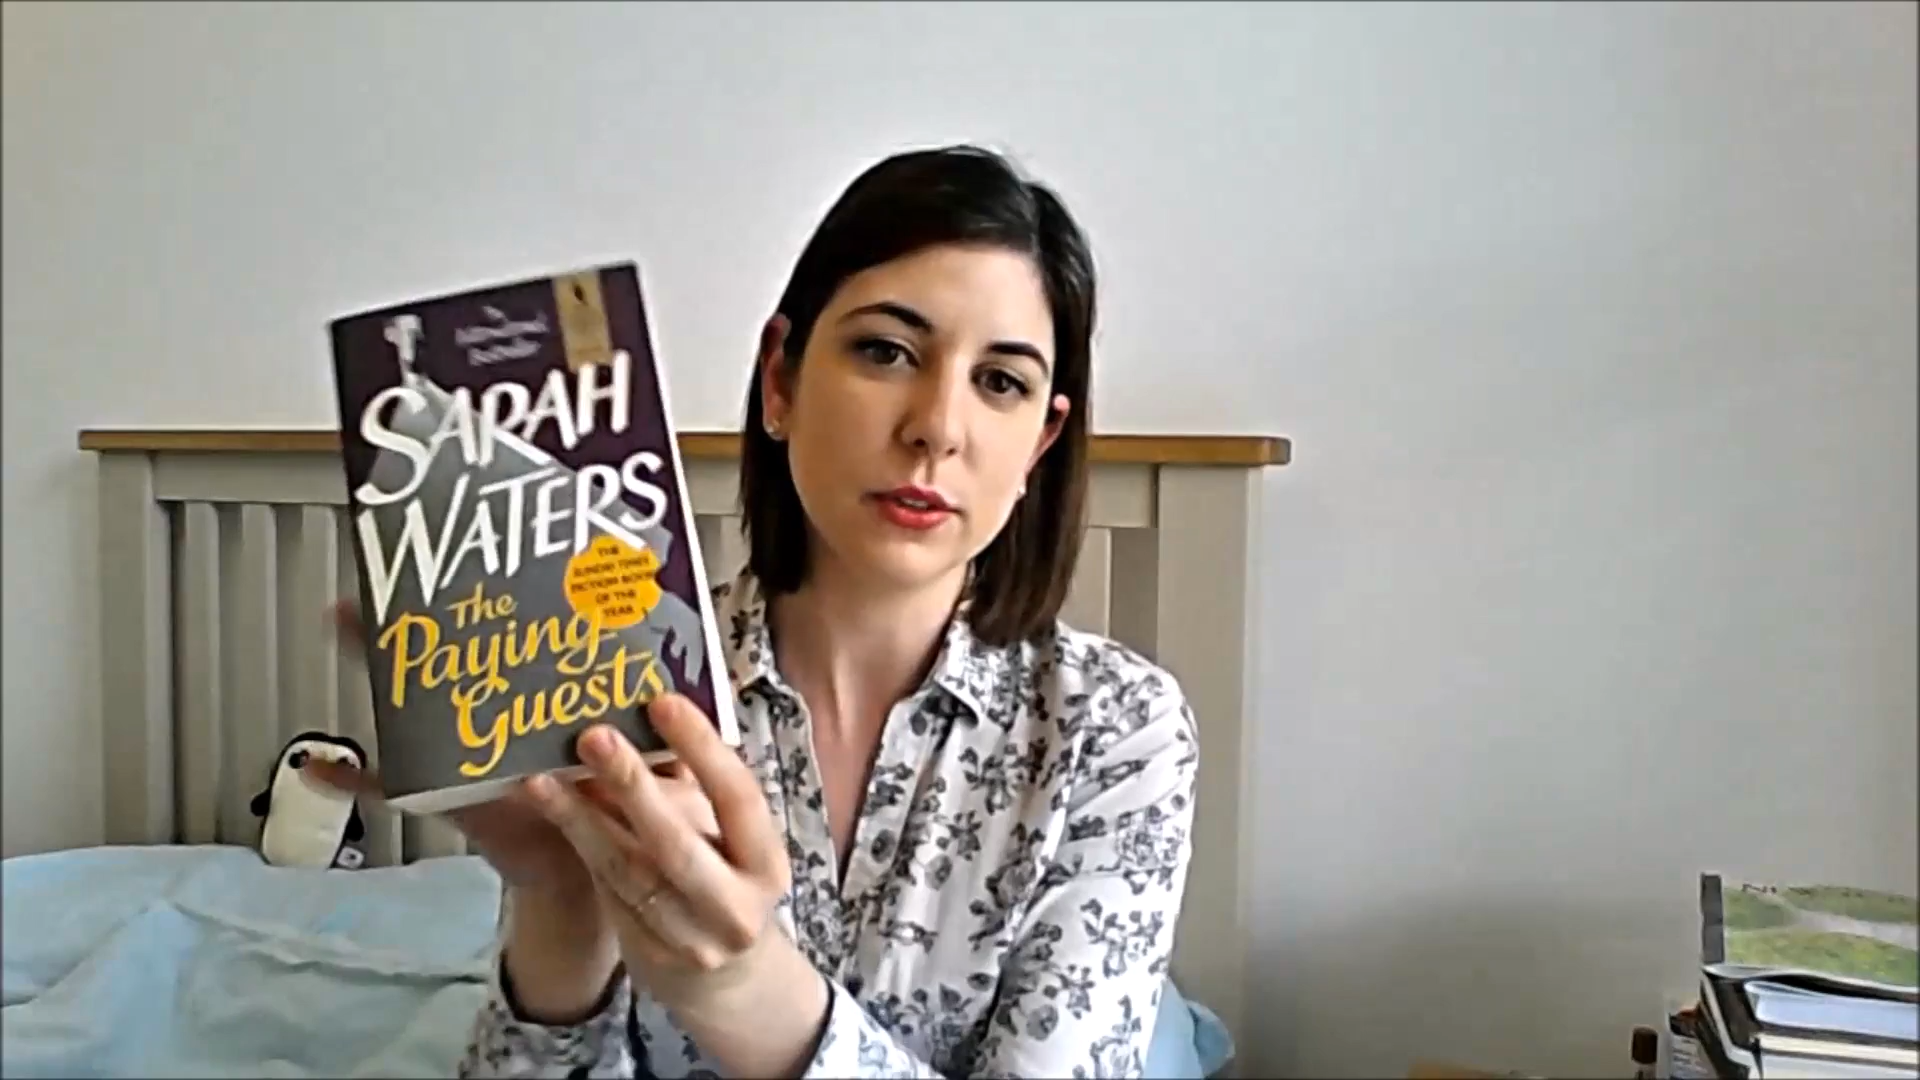 SARAH
WATERS
THE
SUNDAY TIMES
FICTION BOOK
OF THE
YEAR
The
Paying
Guests